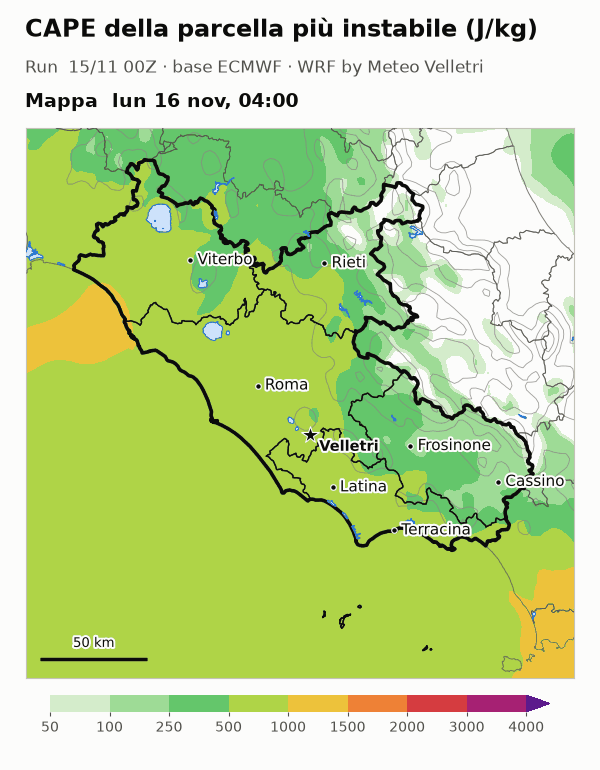 CAPE della parcella più instabile (J/kg)
Run  15/11 00Z · base ECMWF · WRF by Meteo Velletri
Mappa  lun 16 nov, 04:00
Viterbo
Rieti
Roma
Velletri
Frosinone
Latina
Cassino
Terracina
50 km
50 100 250 500 1000 1500 2000 3000 4000